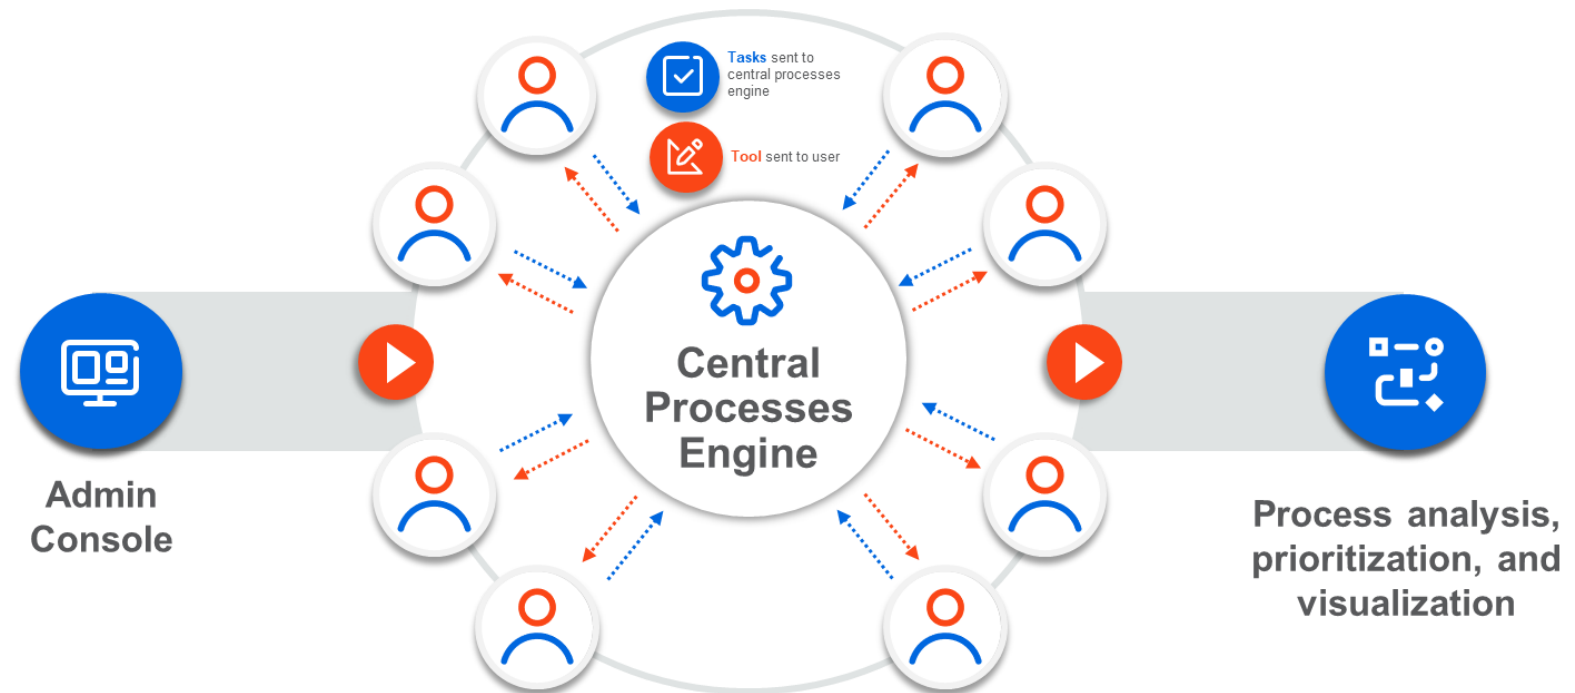 Tasks sent to
central processes
engine
Tool sent to user
Central
Processes
Engine
Admin
Console
Process analysis,
prioritization, and
visualization